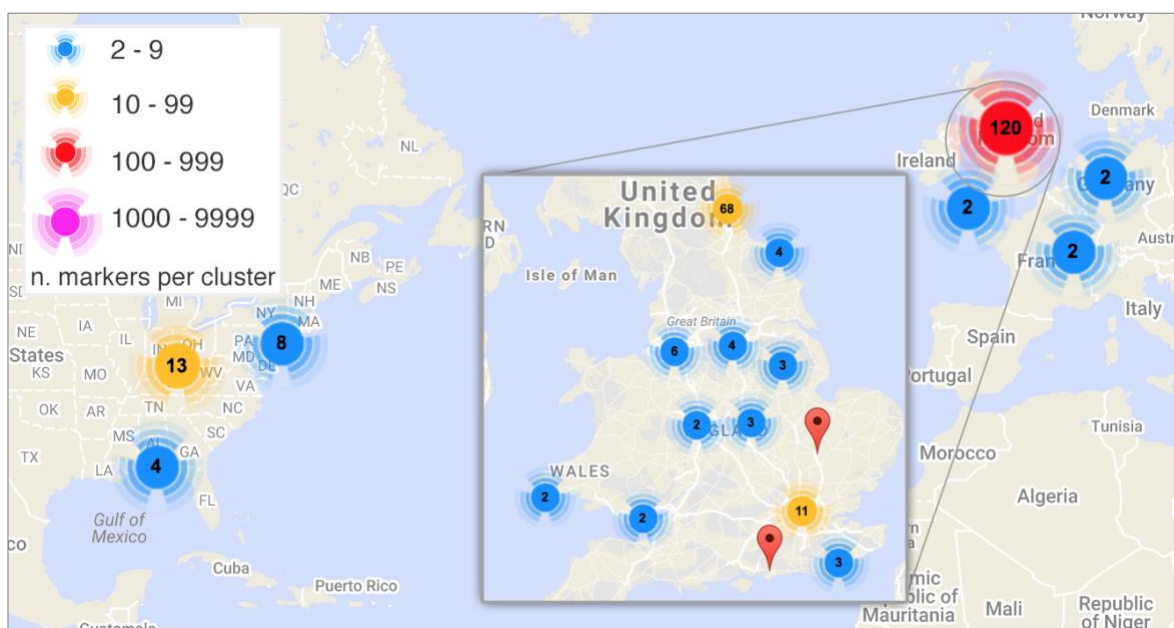 2 - 9
10 - 99
100 - 999
1000 - 9999
n. markers per cluster
NL
QC
NB
PE
NS
ME
MI
NH
NY
MA
PA
MD
DE
OH
IL
IA
NE
States
KS
MO
WV
VA
OK
AR
TN
NC
MS
AL
GA
SC
TX
LA
FL
8
13
4
Gulf of
Mexico
Cuba
Puerto Rico
Norway
Denmark
120
Ireland
2
2
2
Germany
France
Italy
Spain
Portugal
Morocco
Tunisia
Algeria
Mauritania
Mali
Republic
of Niger
United
Kingdom
68
4
Isle of Man
Great Britain
6
4
3
2
3
WALES
2
2
11
3